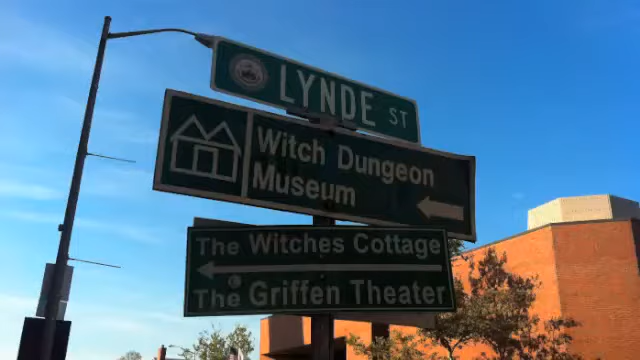 LYNDE ST
Witch Dungeon
Museum
The Witches Cottage
The Griffen Theater